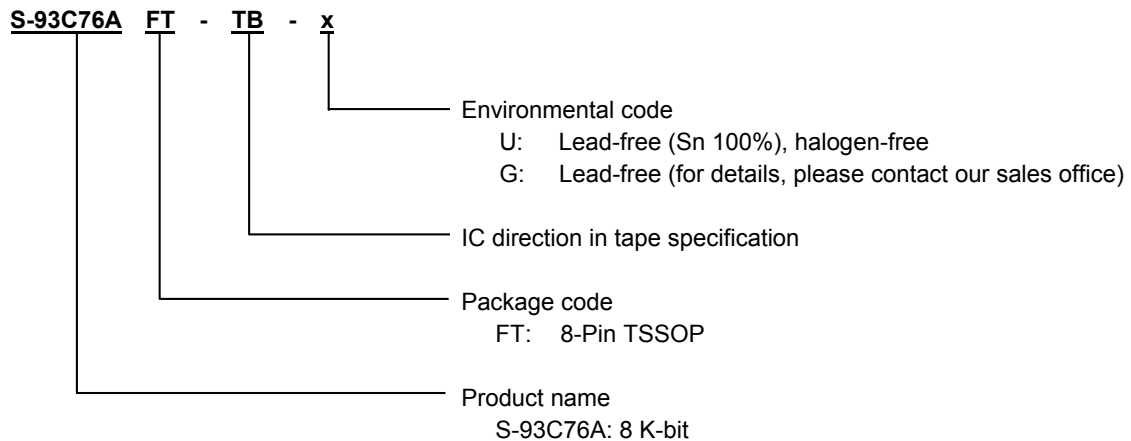 S-93C76A FT - TB - x
Environmental code
U: Lead-free (Sn 100%), halogen-free
G: Lead-free (for details, please contact our sales office)
IC direction in tape specification
Package code
FT: 8-Pin TSSOP
Product name
S-93C76A: 8 K-bit